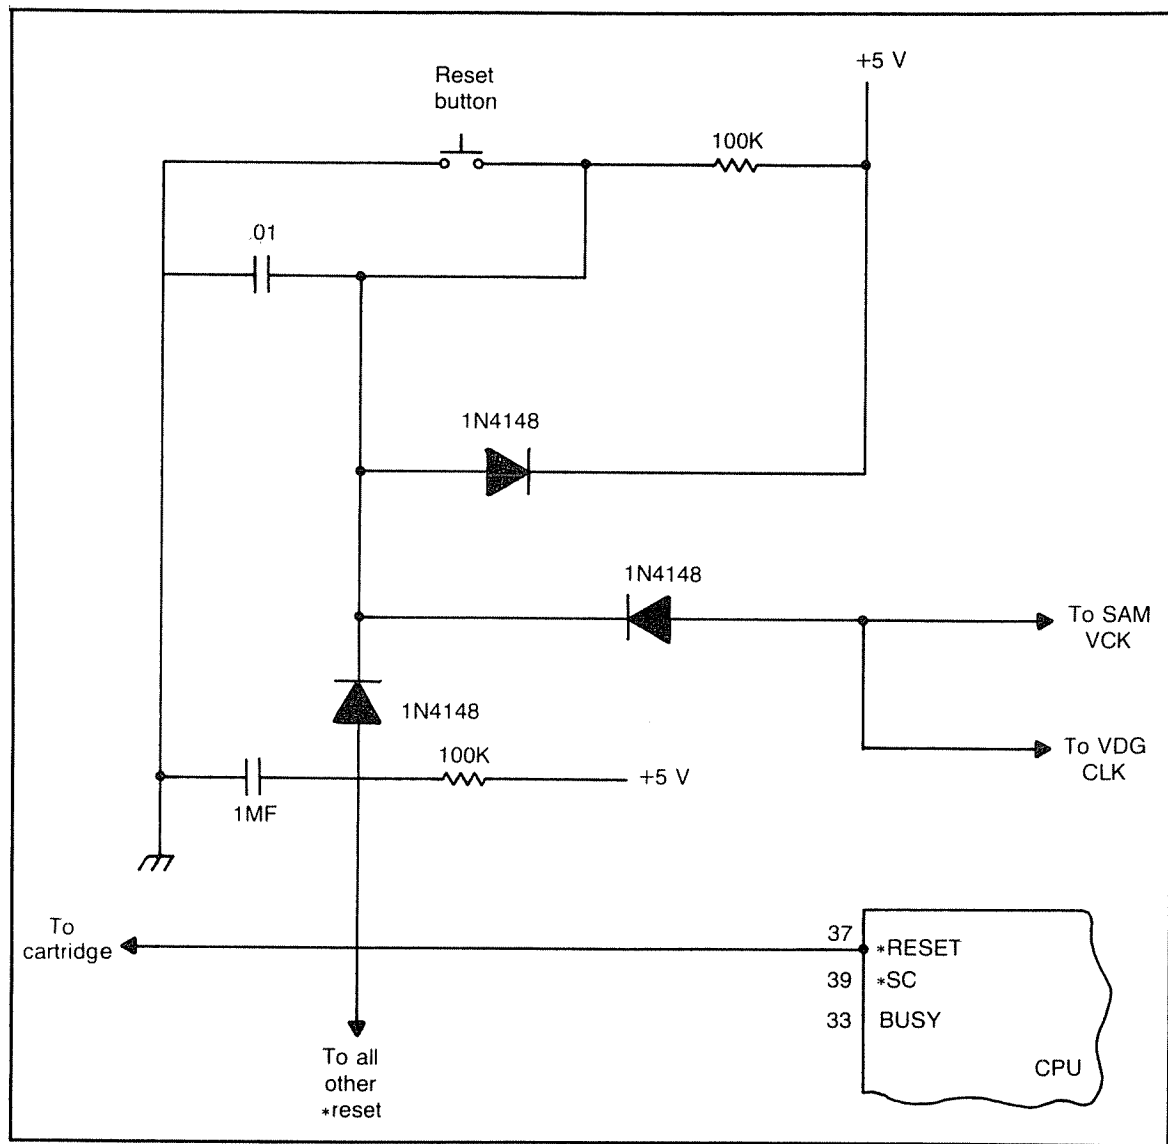 +5 V
Reset
button
100K
.01
1N4148
1N4148
To SAM
VCK
1N4148
100K
To VDG
CLK
+5 V
1MF
To
cartridge
37
*RESET
39
*SC
33
BUSY
CPU
To all
other
*reset